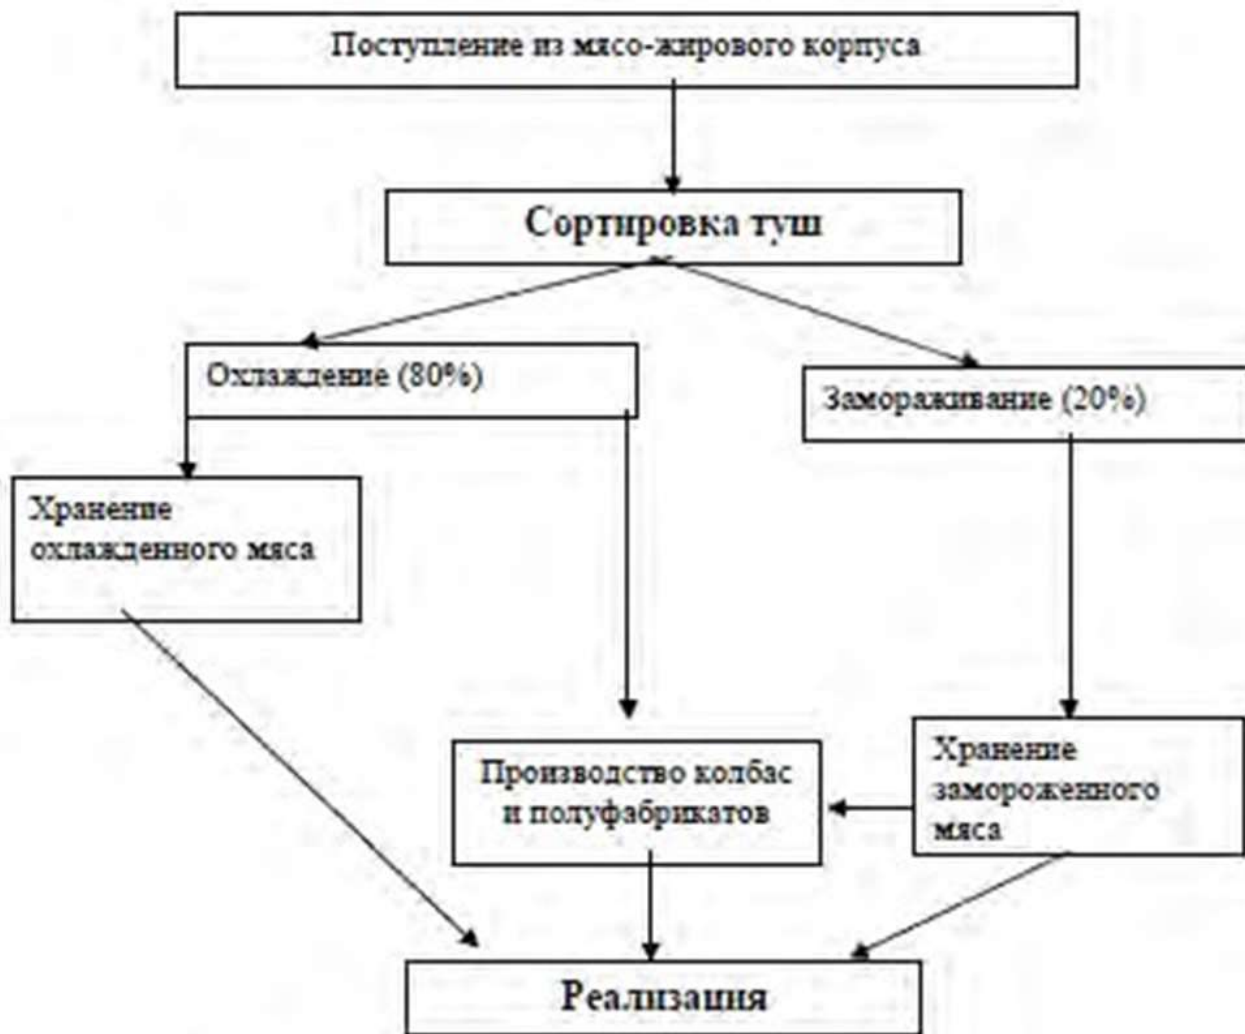 Поступление из мясо-жирового корпуса
Сортировка туш
Охлаждение (80%)
Замораживание (20%)
Хранение
охлажденного мяса
Производство колбас
и полуфабрикатов
Хранение
замороженного
мяса
Реализация